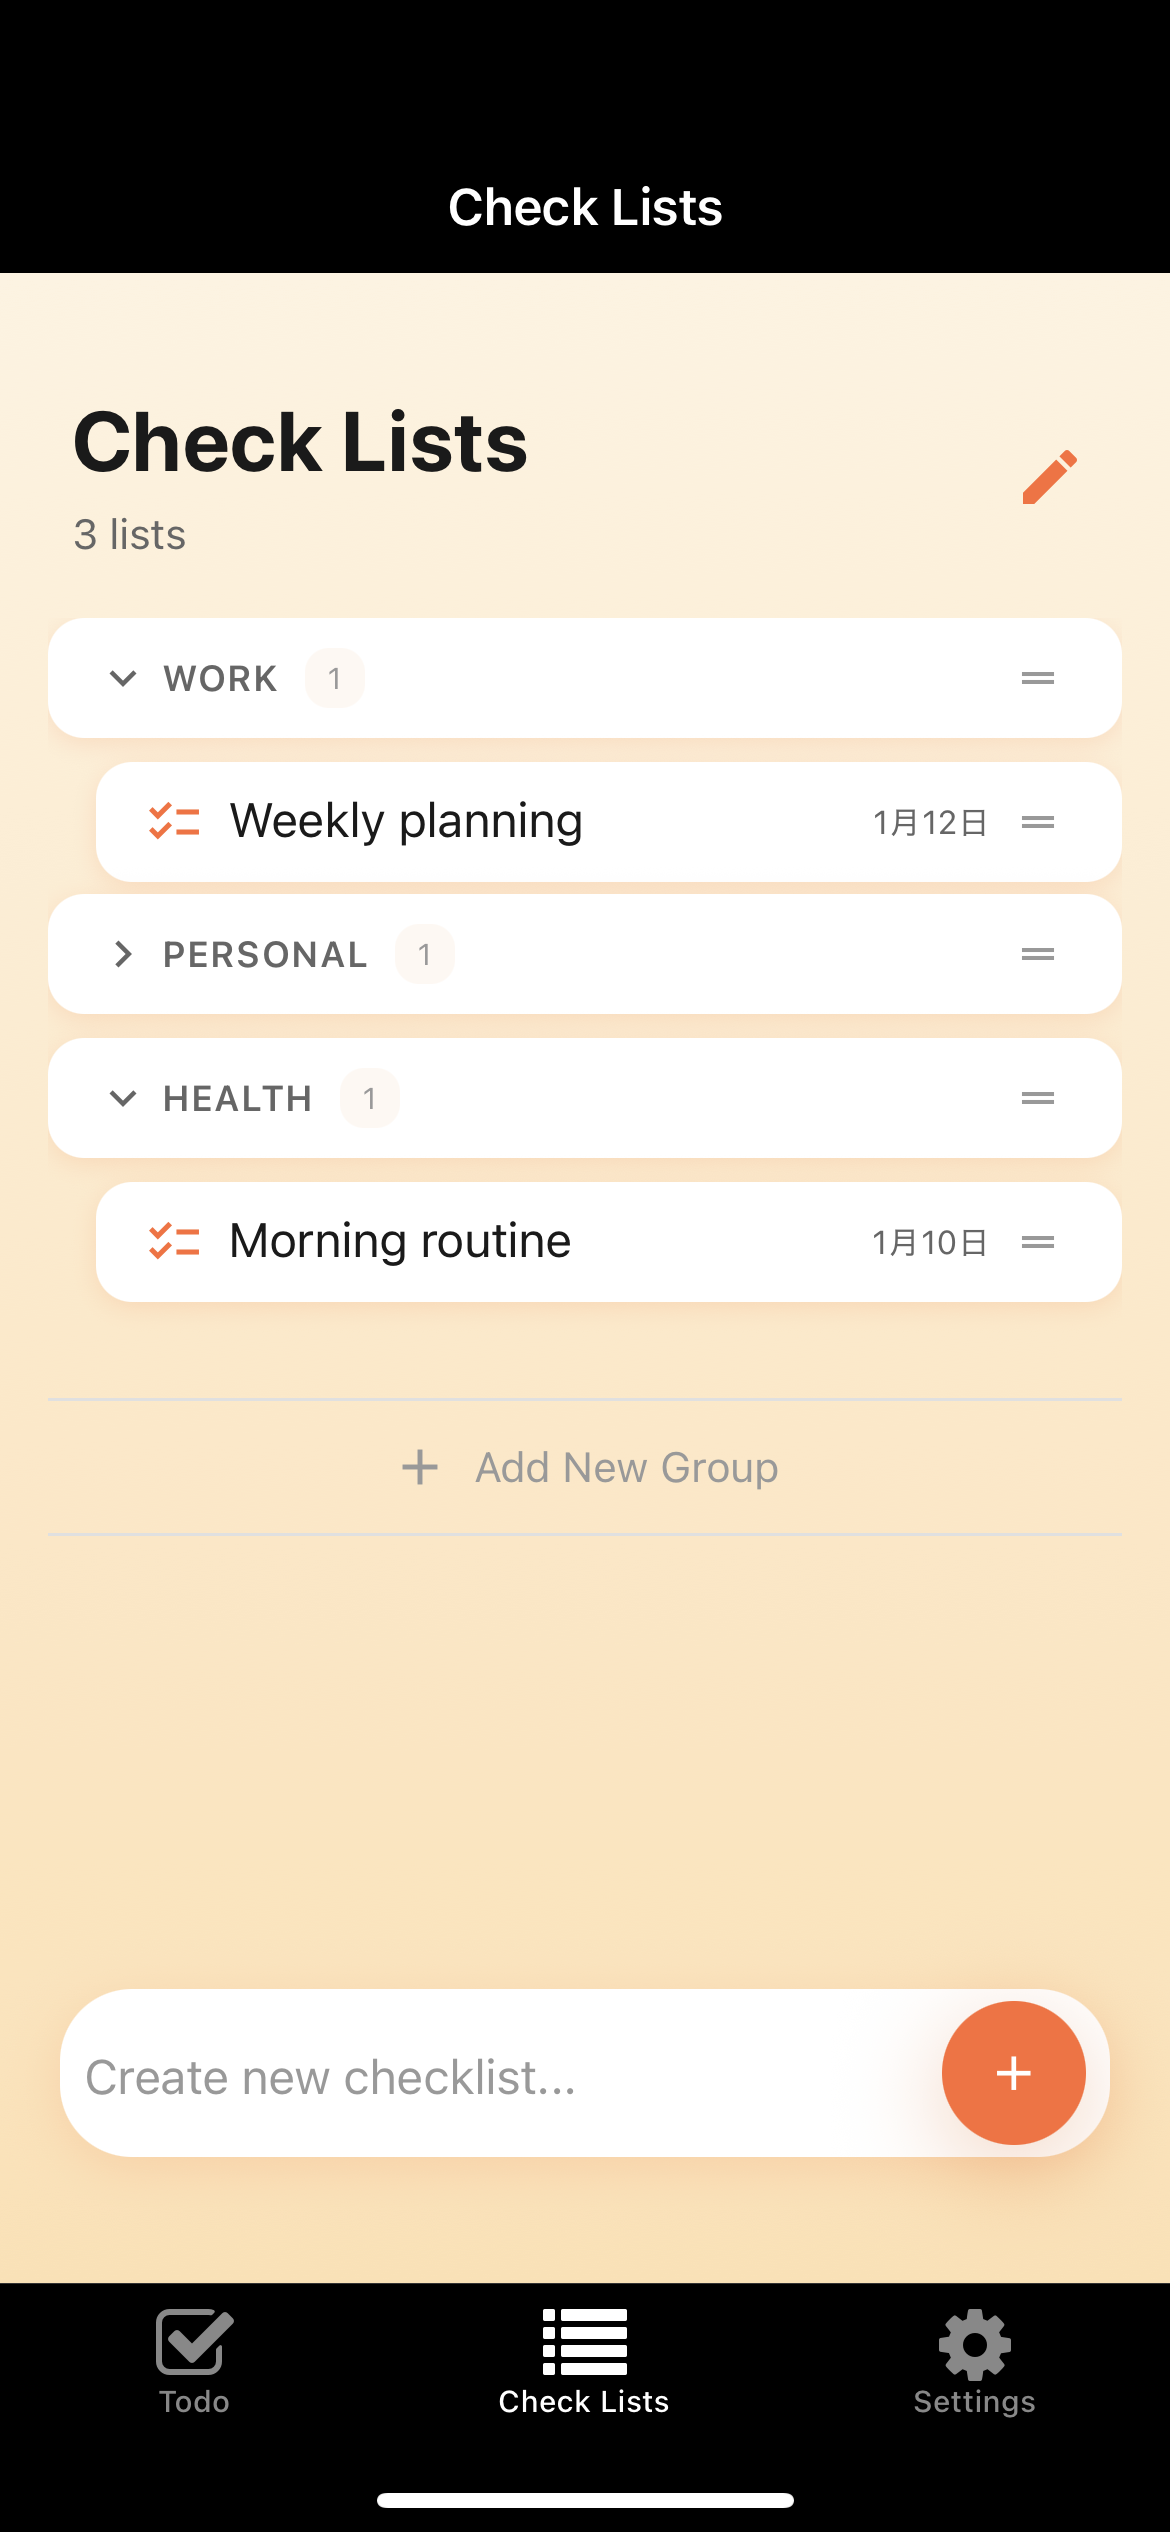 Check Lists
Check Lists
3 lists
WORK 1
Weekly planning 1月12日
PERSONAL 1
HEALTH 1
Morning routine 1月10日
Add New Group
Create new checklist...
Todo Check Lists Settings